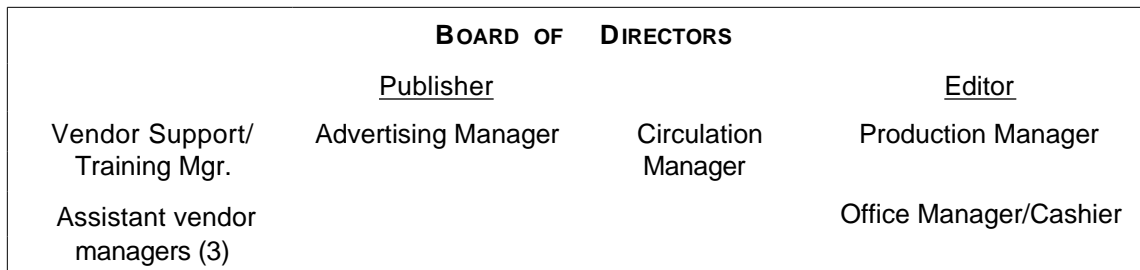 BOARD OF DIRECTORS
Publisher Editor
Vendor Support/ Advertising Manager Circulation Production Manager
Training Mgr. Manager
Assistant vendor Office Manager/Cashier
managers (3)